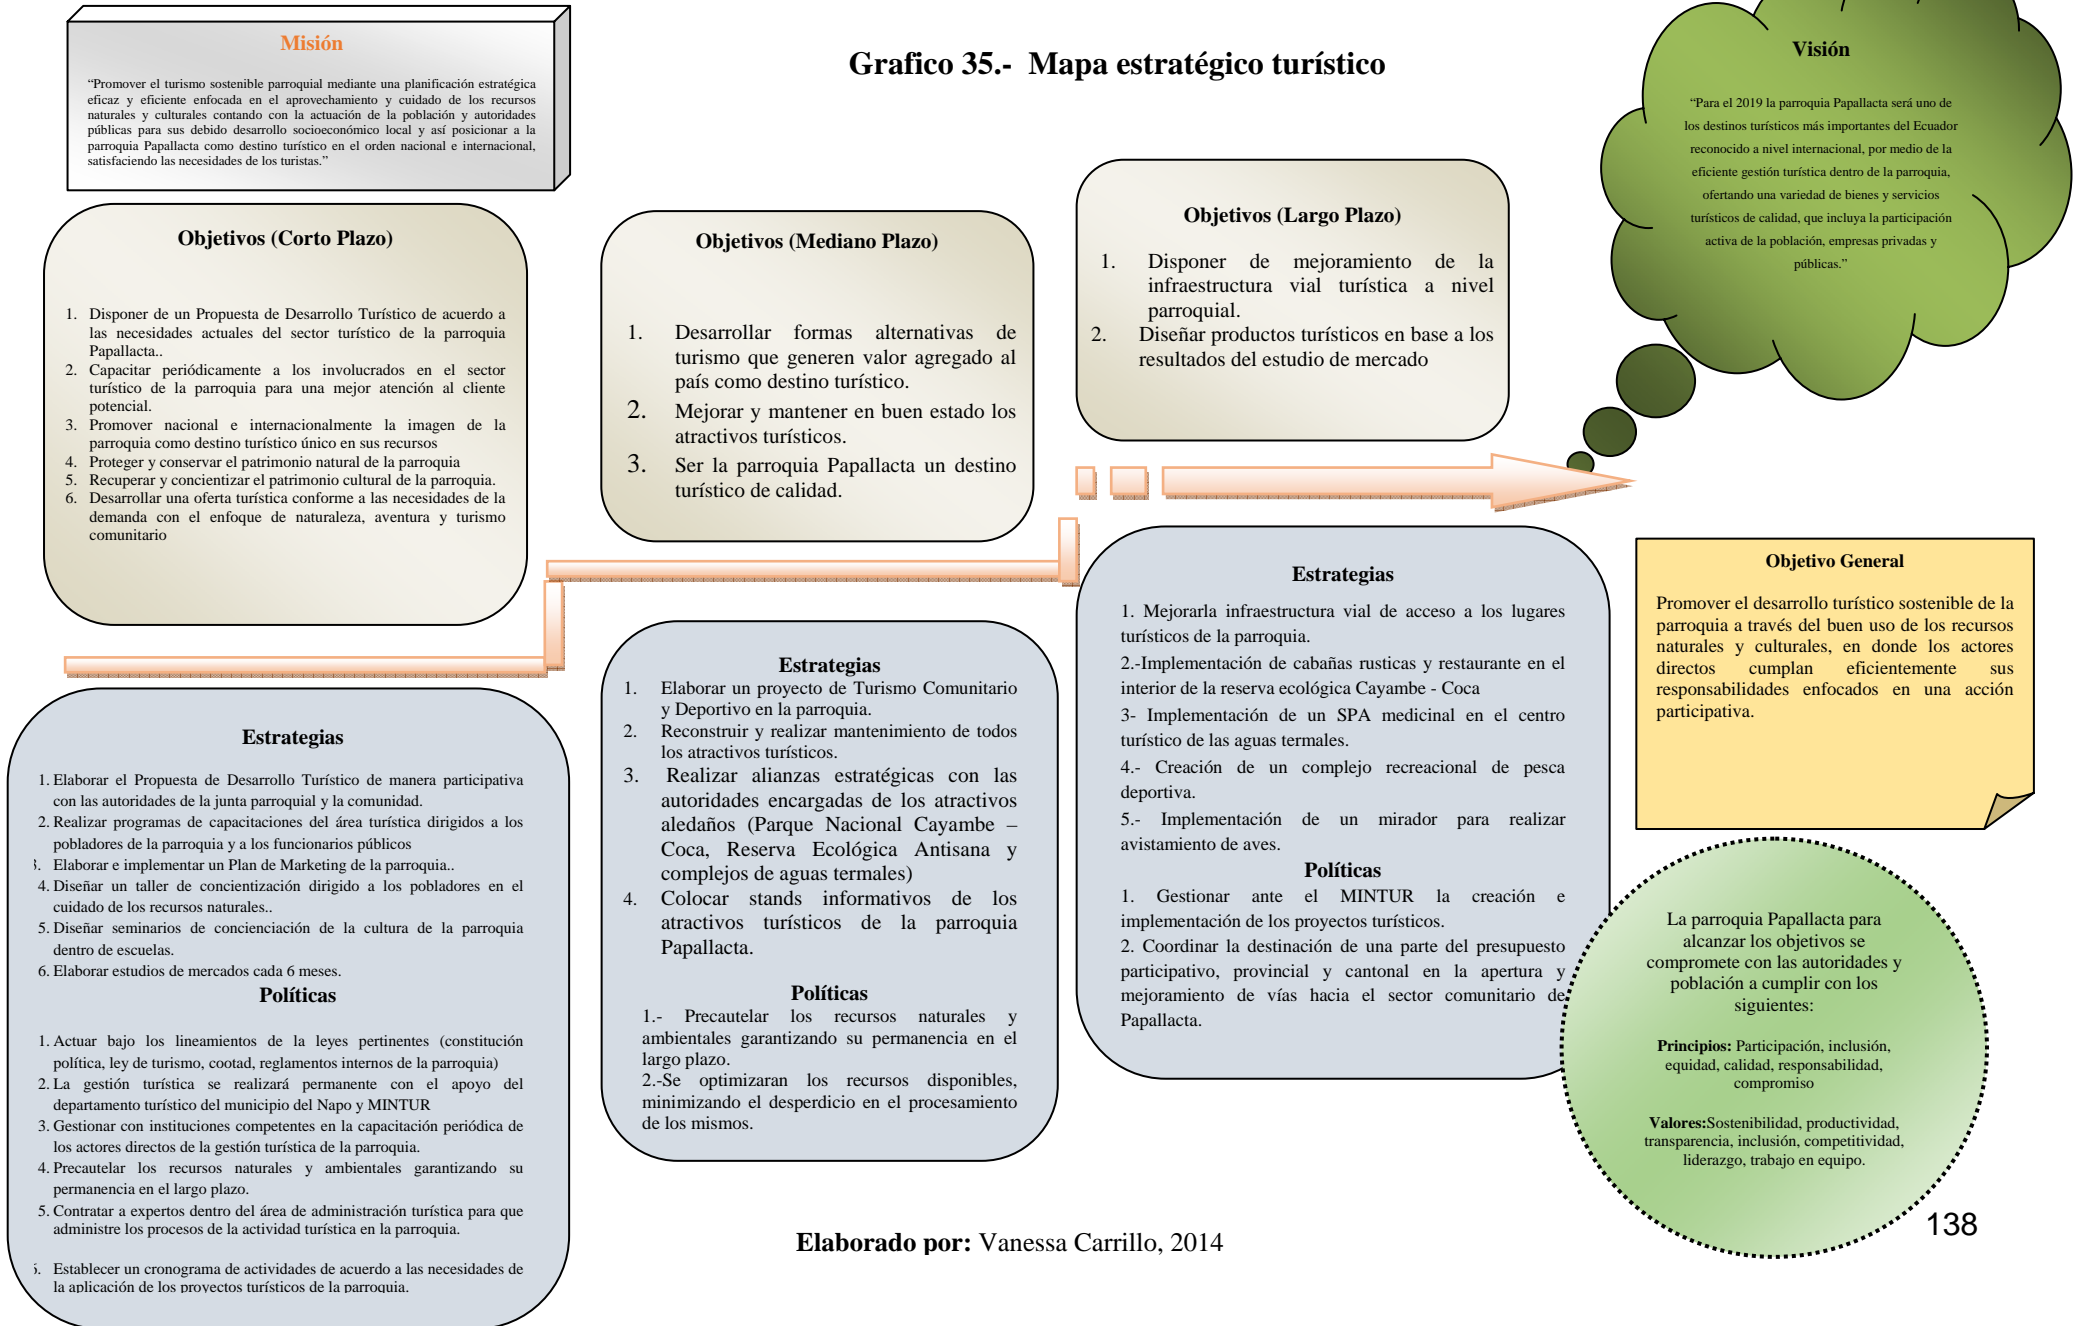 Misión
“Promover el turismo sostenible parroquial mediante una planificación estratégica
eficaz y eficiente enfocada en el aprovechamiento y cuidado de los recursos
naturales y culturales contando con la actuación de la población y autoridades
públicas para sus debido desarrollo socioeconómico local y así posicionar a la
parroquia Papallacta como destino turístico en el orden nacional e internacional,
satisfaciendo las necesidades de los turistas.”
Grafico 35.- Mapa estratégico turístico
Visión
“Para el 2019 la parroquia Papallacta será uno de
los destinos turísticos más importantes del Ecuador
reconocido a nivel internacional, por medio de la
eficiente gestión turística dentro de la parroquia,
ofertando una variedad de bienes y servicios
turísticos de calidad, que incluya la participación
activa de la población, empresas privadas y
públicas.”
Objetivos (Corto Plazo)
1. Disponer de un Propuesta de Desarrollo Turístico de acuerdo a
las necesidades actuales del sector turístico de la parroquia
Papallacta..
2. Capacitar periódicamente a los involucrados en el sector
turístico de la parroquia para una mejor atención al cliente
potencial.
3. Promover nacional e internacionalmente la imagen de la
parroquia como destino turístico único en sus recursos
4. Proteger y conservar el patrimonio natural de la parroquia
5. Recuperar y concientizar el patrimonio cultural de la parroquia.
6. Desarrollar una oferta turística conforme a las necesidades de la
demanda con el enfoque de naturaleza, aventura y turismo
comunitario
Objetivos (Mediano Plazo)
1. Desarrollar formas alternativas de
turismo que generen valor agregado al
país como destino turístico.
2. Mejorar y mantener en buen estado los
atractivos turísticos.
3. Ser la parroquia Papallacta un destino
turístico de calidad.
Objetivos (Largo Plazo)
1. Disponer de mejoramiento de la
infraestructura vial turística a nivel
parroquial.
2. Diseñar productos turísticos en base a los
resultados del estudio de mercado
Estrategias
1. Elaborar el Propuesta de Desarrollo Turístico de manera participativa
con las autoridades de la junta parroquial y la comunidad.
2. Realizar programas de capacitaciones del área turística dirigidos a los
pobladores de la parroquia y a los funcionarios públicos
3. Elaborar e implementar un Plan de Marketing de la parroquia..
4. Diseñar un taller de concientización dirigido a los pobladores en el
cuidado de los recursos naturales..
5. Diseñar seminarios de concienciación de la cultura de la parroquia
dentro de escuelas.
6. Elaborar estudios de mercados cada 6 meses.
Políticas
1. Actuar bajo los lineamientos de la leyes pertinentes (constitución
política, ley de turismo, cootad, reglamentos internos de la parroquia)
2. La gestión turística se realizará permanente con el apoyo del
departamento turístico del municipio del Napo y MINTUR
3. Gestionar con instituciones competentes en la capacitación periódica de
los actores directos de la gestión turística de la parroquia.
4. Precautelar los recursos naturales y ambientales garantizando su
permanencia en el largo plazo.
5. Contratar a expertos dentro del área de administración turística para que
administre los procesos de la actividad turística en la parroquia.
6. Establecer un cronograma de actividades de acuerdo a las necesidades de
la aplicación de los proyectos turísticos de la parroquia.
Estrategias
1. Elaborar un proyecto de Turismo Comunitario
y Deportivo en la parroquia.
2. Reconstruir y realizar mantenimiento de todos
los atractivos turísticos.
3. Realizar alianzas estratégicas con las
autoridades encargadas de los atractivos
aledaños (Parque Nacional Cayambe –
Coca, Reserva Ecológica Antisana y
complejos de aguas termales)
4. Colocar stands informativos de los
atractivos turísticos de la parroquia
Papallacta.
Políticas
1.- Precautelar los recursos naturales y
ambientales garantizando su permanencia en el
largo plazo.
2.-Se optimizaran los recursos disponibles,
minimizando el desperdicio en el procesamiento
de los mismos.
Estrategias
1. Mejorarla infraestructura vial de acceso a los lugares
turísticos de la parroquia.
2.-Implementación de cabañas rusticas y restaurante en el
interior de la reserva ecológica Cayambe - Coca
3- Implementación de un SPA medicinal en el centro
turístico de las aguas termales.
4.- Creación de un complejo recreacional de pesca
deportiva.
5.- Implementación de un mirador para realizar
avistamiento de aves.
Políticas
1. Gestionar ante el MINTUR la creación e
implementación de los proyectos turísticos.
2. Coordinar la destinación de una parte del presupuesto
participativo, provincial y cantonal en la apertura y
mejoramiento de vías hacia el sector comunitario de
Papallacta.
Objetivo General
Promover el desarrollo turístico sostenible de la
parroquia a través del buen uso de los recursos
naturales y culturales, en donde los actores
directos cumplan eficientemente sus
responsabilidades enfocados en una acción
participativa.
La parroquia Papallacta para
alcanzar los objetivos se
compromete con las autoridades y
población a cumplir con los
siguientes:
Principios: Participación, inclusión,
equidad, calidad, responsabilidad,
compromiso
Valores:Sostenibilidad, productividad,
transparencia, inclusión, competitividad,
liderazgo, trabajo en equipo.
Elaborado por: Vanessa Carrillo, 2014
138